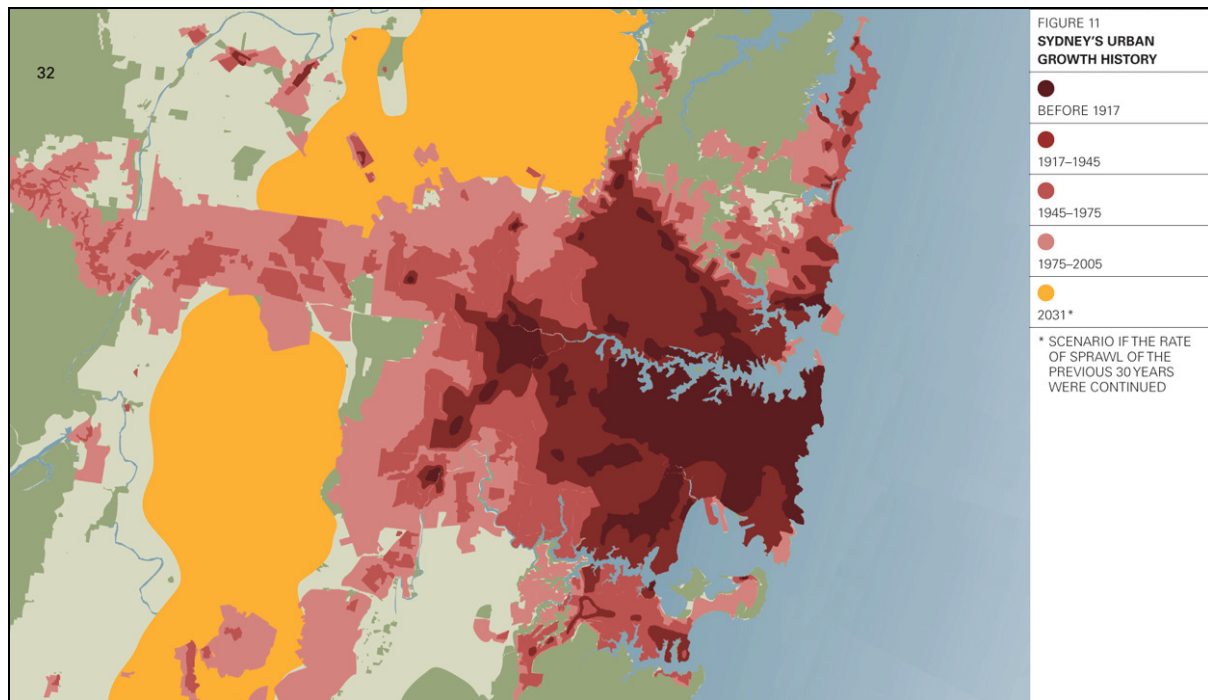 32
FIGURE 11
SYDNEY'S URBAN
GROWTH HISTORY
BEFORE 1917
1917–1945
1945–1975
1975–2005
2031*
* SCENARIO IF THE RATE
OF SPRAWL OF THE
PREVIOUS 30 YEARS
WERE CONTINUED